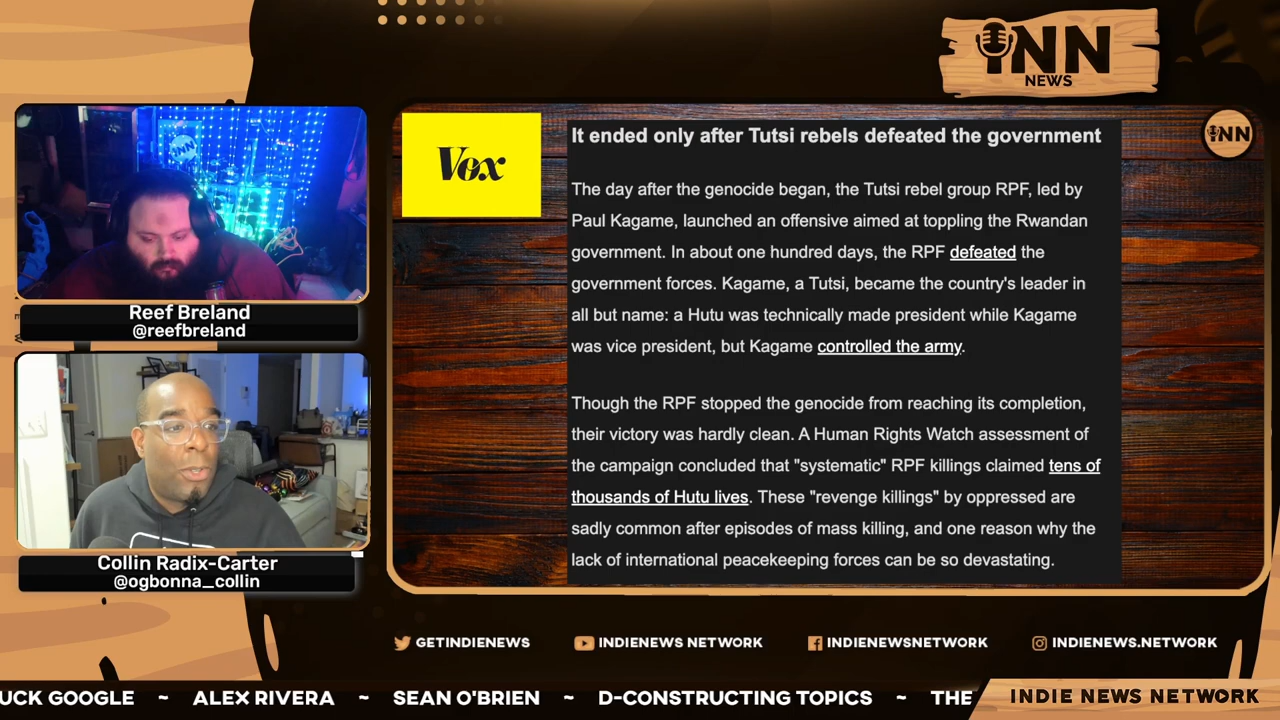 iNN
NEWS
Vox
It ended only after Tutsi rebels defeated the government
The day after the genocide began, the Tutsi rebel group RPF, led by
Paul Kagame, launched an offensive aimed at toppling the Rwandan
government. In about one hundred days, the RPF defeated the
government forces. Kagame, a Tutsi, became the country's leader in
all but name: a Hutu was technically made president while Kagame
was vice president, but Kagame controlled the army.
Though the RPF stopped the genocide from reaching its completion,
their victory was hardly clean. A Human Rights Watch assessment of
the campaign concluded that "systematic" RPF killings claimed tens of
thousands of Hutu lives. These "revenge killings" by oppressed are
sadly common after episodes of mass killing, and one reason why the
lack of international peacekeeping forces can be so devastating.
iNN
Reef Breland
@reefbreland
Collin Radix-Carter
@ogbonna_collin
GETINDIENEWS
INDIENEWS NETWORK
INDIENEWSNETWORK
INDIENEWS.NETWORK
UCK GOOGLE ~ ALEX RIVERA ~ SEAN O'BRIEN ~ D-CONSTRUCTING TOPICS ~ THE
INDIE NEWS NETWORK